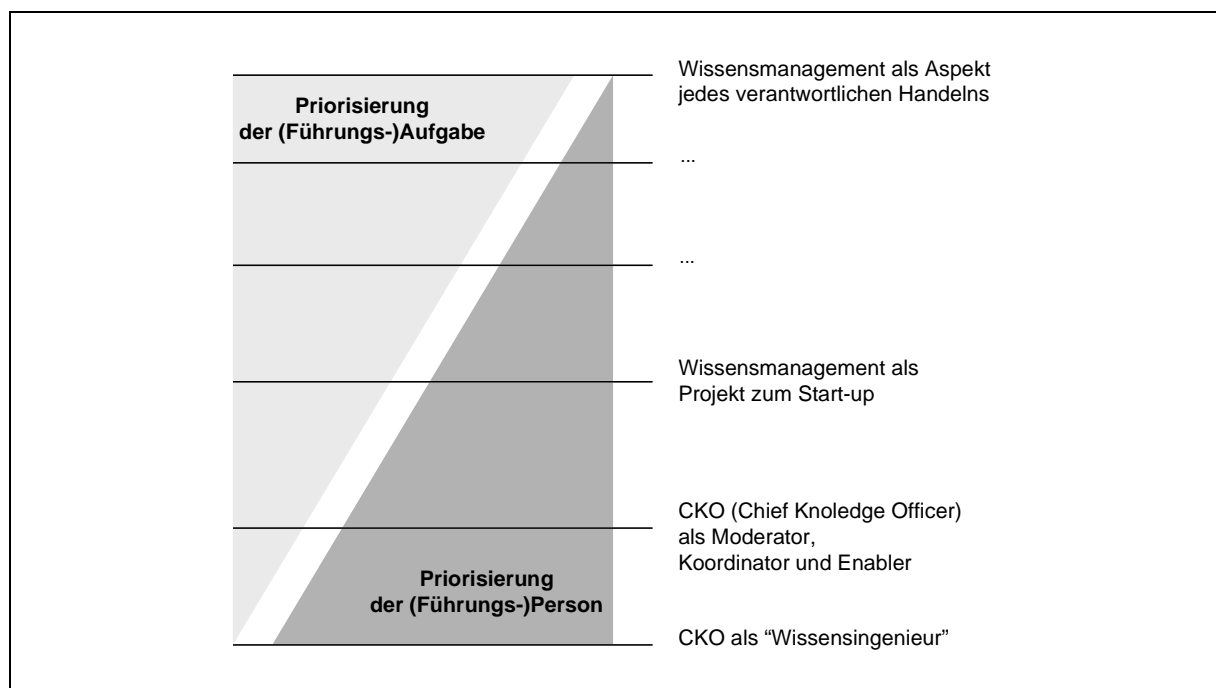 Wissensmanagement als Aspekt
jedes verantwortlichen Handelns
Priorisierung
der (Führungs-)Aufgabe
...
...
Wissensmanagement als
Projekt zum Start-up
CKO (Chief Knoledge Officer)
als Moderator,
Koordinator und Enabler
Priorisierung
der (Führungs-)Person
CKO als “Wissensingenieur”